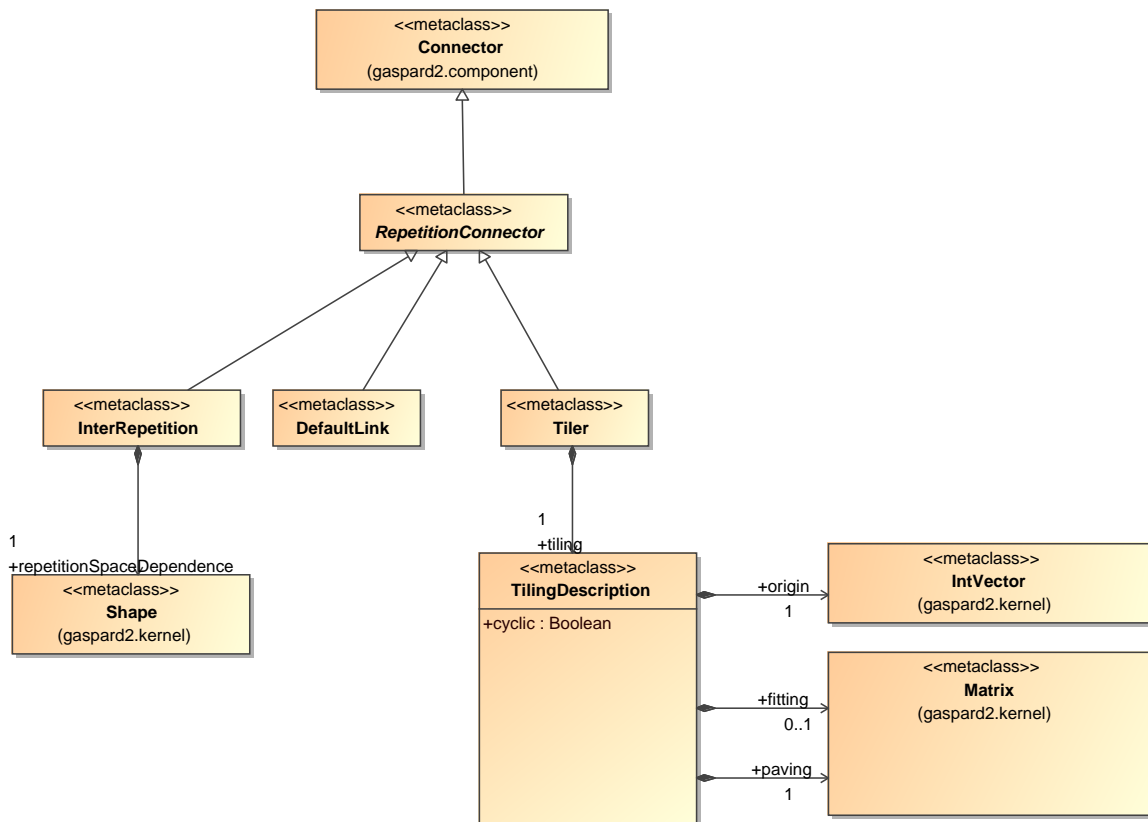 <<metaclass>>
Connector
(gaspard2.component)
<<metaclass>>
RepetitionConnector
<<metaclass>>
InterRepetition
<<metaclass>>
DefaultLink
<<metaclass>>
Tiler
1
+repetitionSpaceDependence
<<metaclass>>
Shape
(gaspard2.kernel)
1
+tiling
<<metaclass>>
TilingDescription
+cyclic : Boolean
+origin
1
<<metaclass>>
IntVector
(gaspard2.kernel)
+fitting
0..1
+paving
1
<<metaclass>>
Matrix
(gaspard2.kernel)